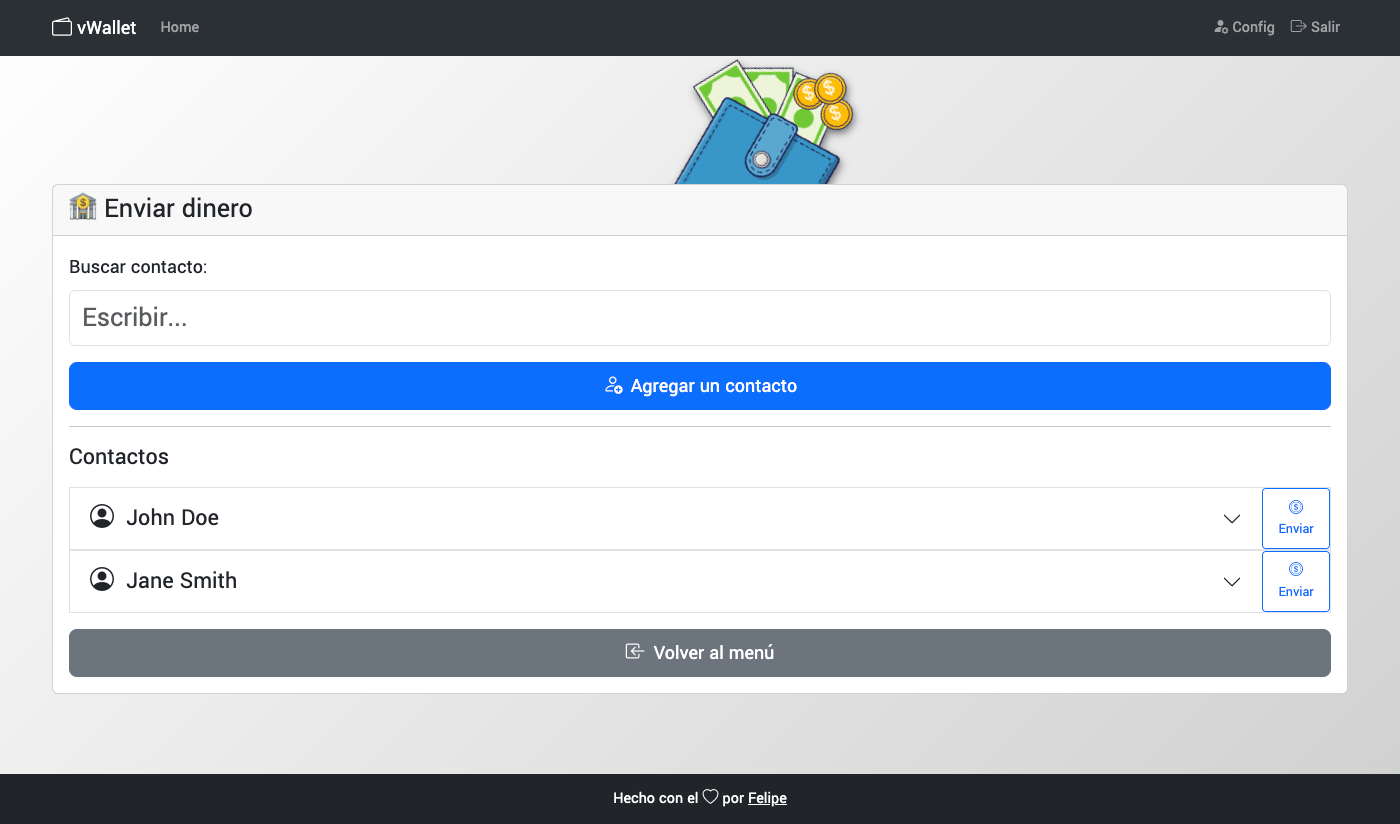 vWallet Home Config Salir
Enviar dinero
Buscar contacto:
Escribir...
Agregar un contacto
Contactos
John Doe
Enviar
Jane Smith
Enviar
Volver al menú
Hecho con el por Felipe